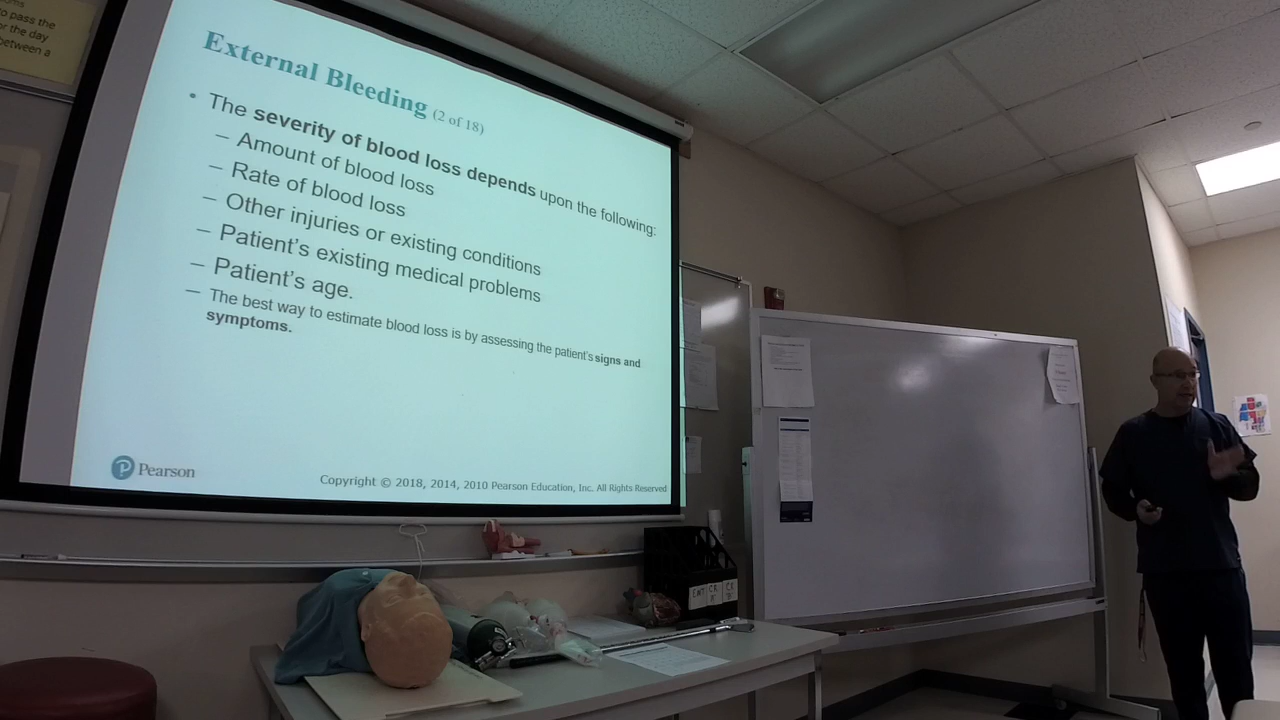 to pass the
or the day
between a
External Bleeding (2 of 18)
• The severity of blood loss depends upon the following:
– Amount of blood loss
– Rate of blood loss
– Other injuries or existing conditions
– Patient's existing medical problems
– Patient's age.
– The best way to estimate blood loss is by assessing the patient's signs and
symptoms.
Pearson
Copyright © 2018, 2014, 2010 Pearson Education, Inc. All Rights Reserved
EMT